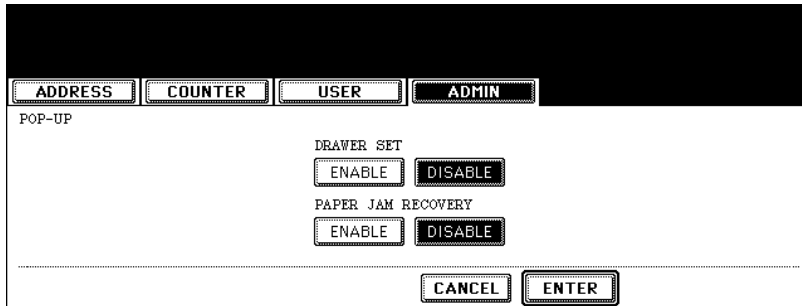 ADDRESS COUNTER USER ADMIN
POP-UP
DRAWER SET
ENABLE DISABLE
PAPER JAM RECOVERY
ENABLE DISABLE
CANCEL ENTER